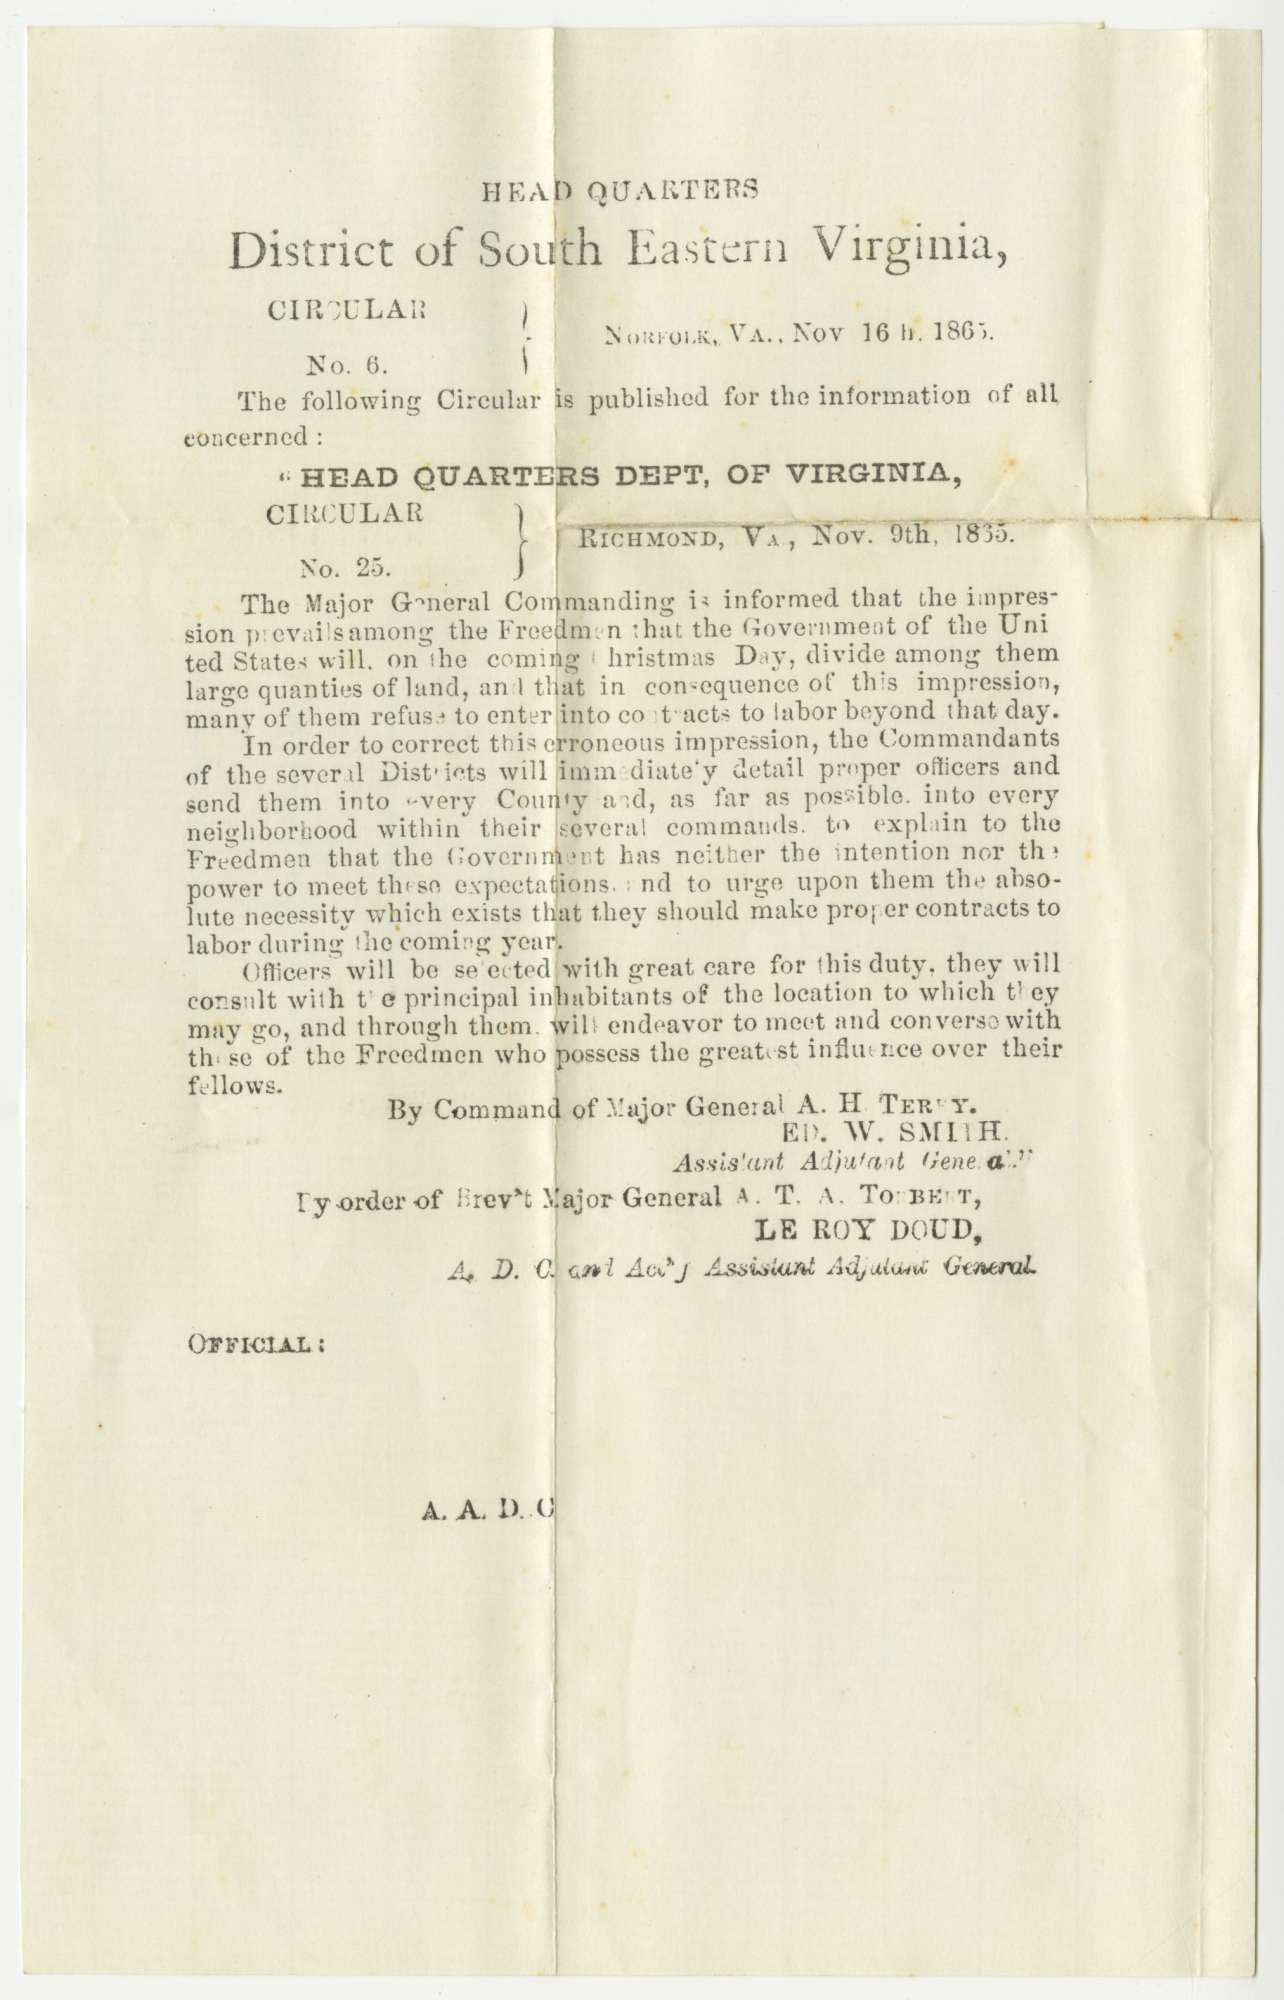 HEAD QUARTERS
District of South Eastern Virginia,
CIRCULAR
No. 6.
NORFOLK, VA., Nov 16th, 1865.
The following Circular is published for the information of all
concerned :
"HEAD QUARTERS DEPT, OF VIRGINIA,
CIRCULAR
No. 25.
RICHMOND, VA, Nov. 9th, 1865.
The Major General Commanding is informed that the impres-
sion prevails among the Freedmen that the Government of the Uni
ted States will, on the coming Christmas Day, divide among them
large quanties of land, and that in consequence of this impression,
many of them refuse to enter into contracts to labor beyond that day.
In order to correct this erroneous impression, the Commandants
of the several Districts will immediately detail proper officers and
send them into every County and, as far as possible. into every
neighborhood within their several commands. to explain to the
Freedmen that the Government has neither the intention nor the
power to meet these expectations, and to urge upon them the abso-
lute necessity which exists that they should make proper contracts to
labor during the coming year.
Officers will be selected with great care for this duty, they will
consult with the principal inhabitants of the location to which they
may go, and through them, will endeavor to meet and converse with
those of the Freedmen who possess the greatest influence over their
fellows.
By Command of Major General A. H. TERRY.
ED. W. SMITH.
Assistant Adjutant General."
By order of Brev't Major General A. T. A. TORBERT,
LE ROY DOUD,
A. D. C. and Act'g Assistant Adjutant General
OFFICIAL :
A. A. D. C